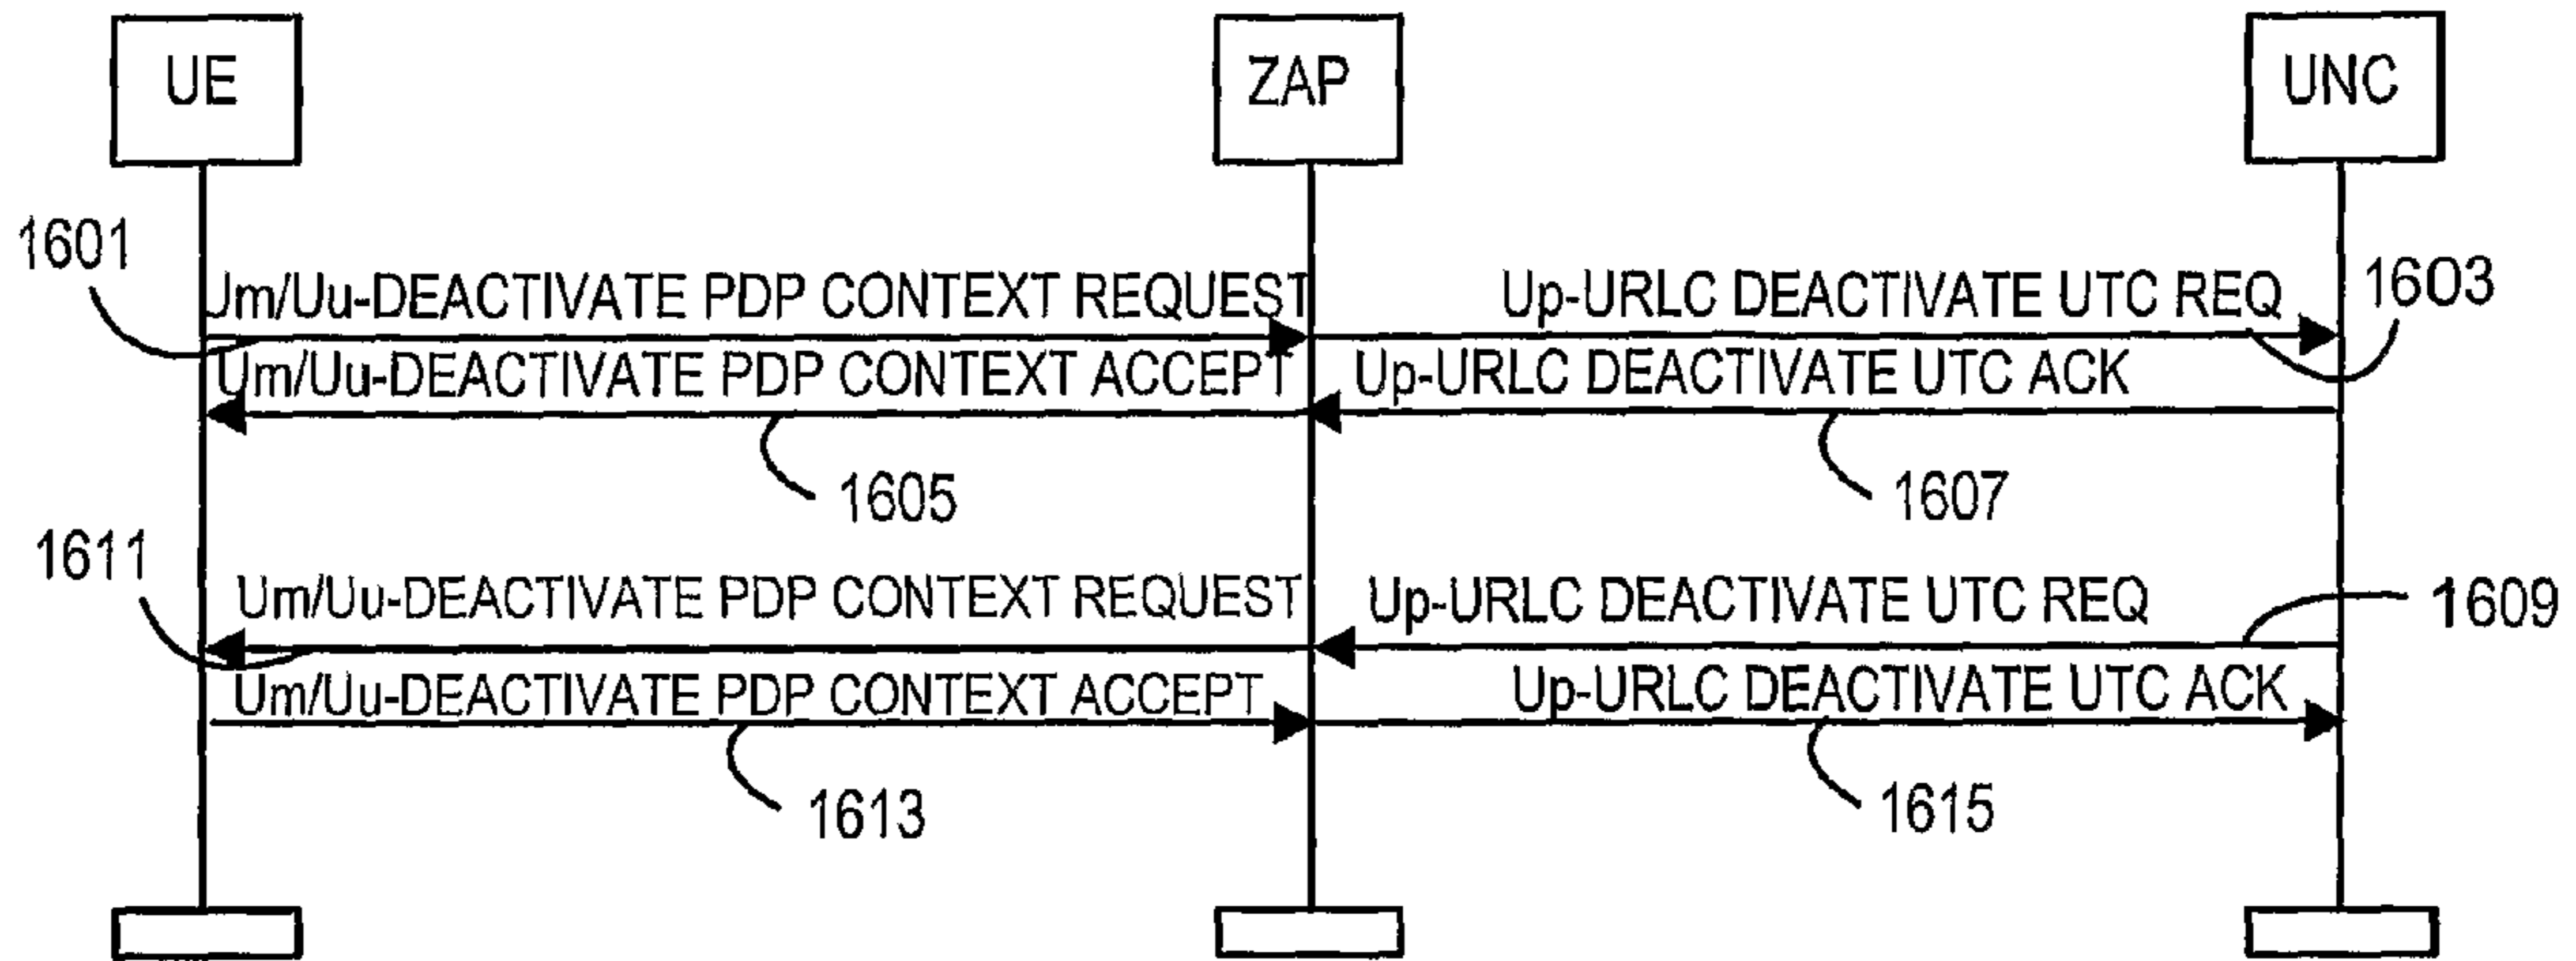 UE
ZAP
UNC
1601
Um/Uu-DEACTIVATE PDP CONTEXT REQUEST
Up-URLC DEACTIVATE UTC REQ
1603
Um/Uu-DEACTIVATE PDP CONTEXT ACCEPT
Up-URLC DEACTIVATE UTC ACK
1605
1607
1611
Um/Uu-DEACTIVATE PDP CONTEXT REQUEST
Up-URLC DEACTIVATE UTC REQ
1609
Um/Uu-DEACTIVATE PDP CONTEXT ACCEPT
Up-URLC DEACTIVATE UTC ACK
1613
1615